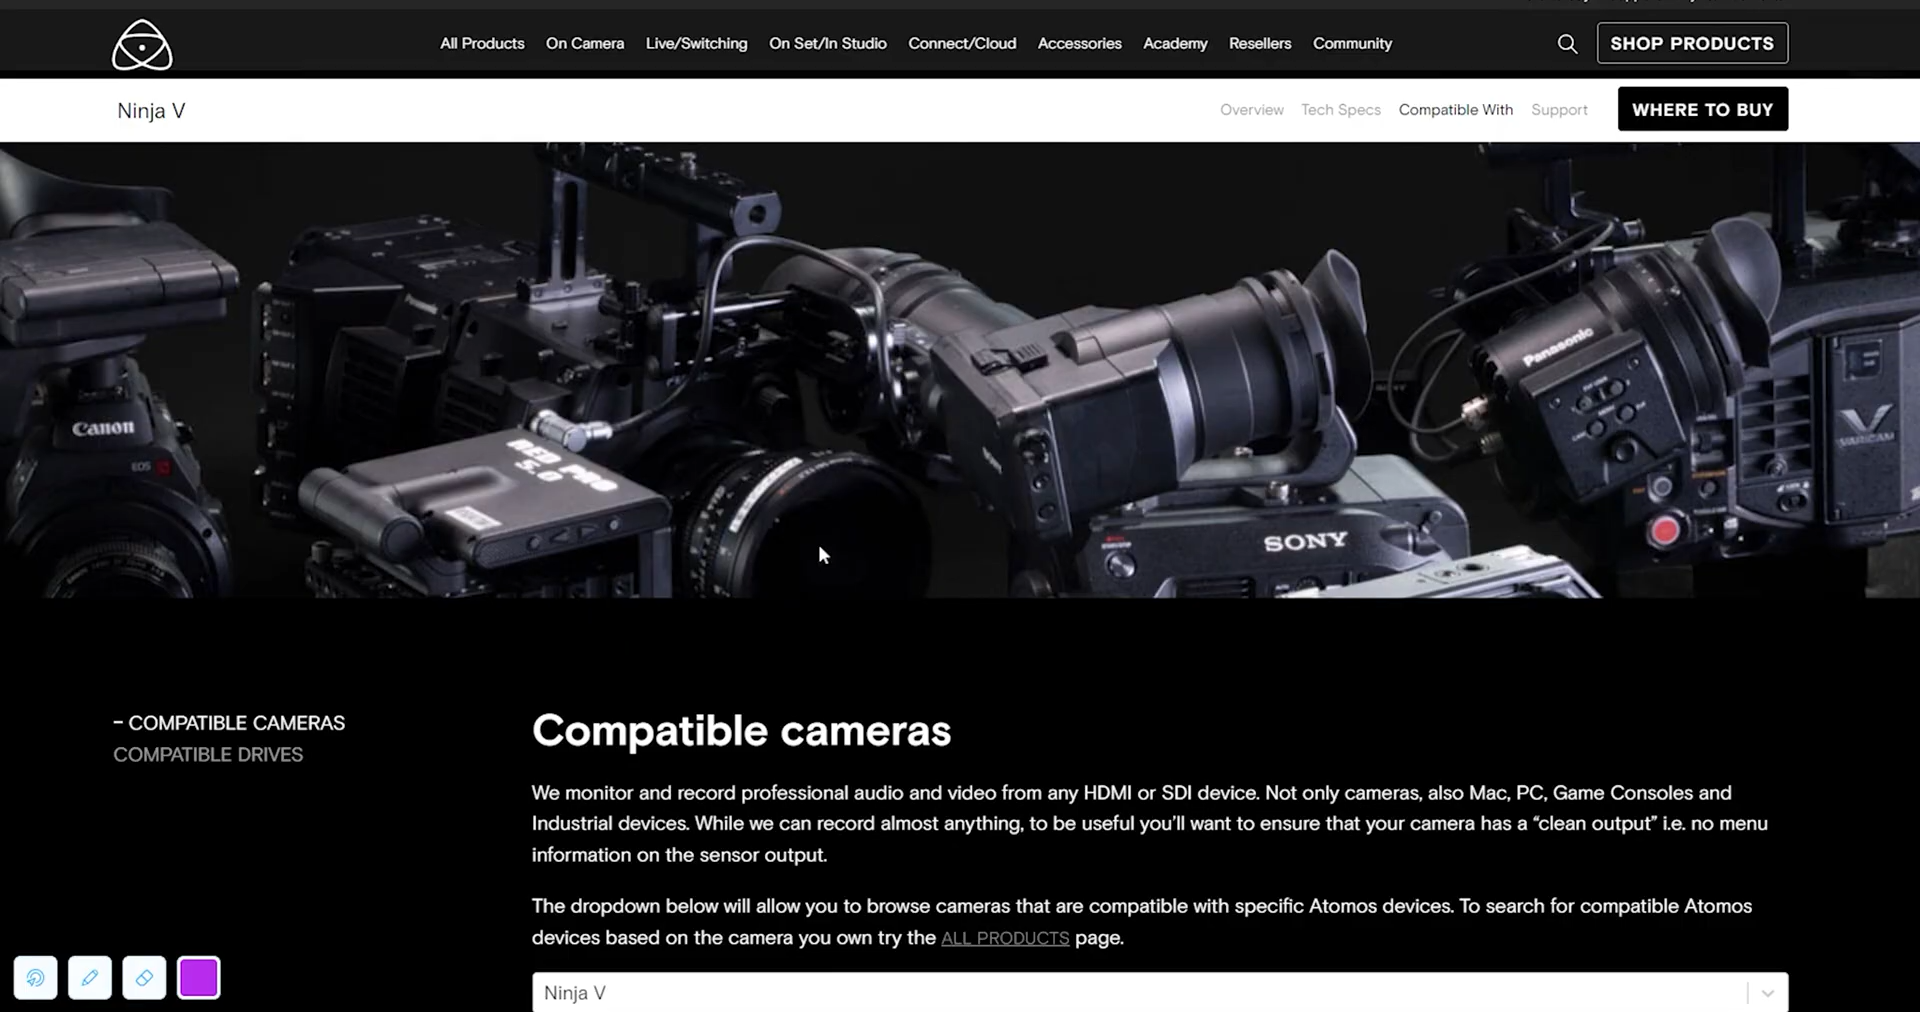 All Products On Camera Live/Switching On Set/In Studio Connect/Cloud Accessories Academy Resellers Community SHOP PRODUCTS
Ninja V Overview Tech Specs Compatible With Support WHERE TO BUY
Panasonic
Canon
EOS
RED PRO
5.0
SONY
VARICAM
– COMPATIBLE CAMERAS
COMPATIBLE DRIVES
Compatible cameras
We monitor and record professional audio and video from any HDMI or SDI device. Not only cameras, also Mac, PC, Game Consoles and
Industrial devices. While we can record almost anything, to be useful you’ll want to ensure that your camera has a “clean output” i.e. no menu
information on the sensor output.
The dropdown below will allow you to browse cameras that are compatible with specific Atomos devices. To search for compatible Atomos
devices based on the camera you own try the ALL PRODUCTS page.
Ninja V